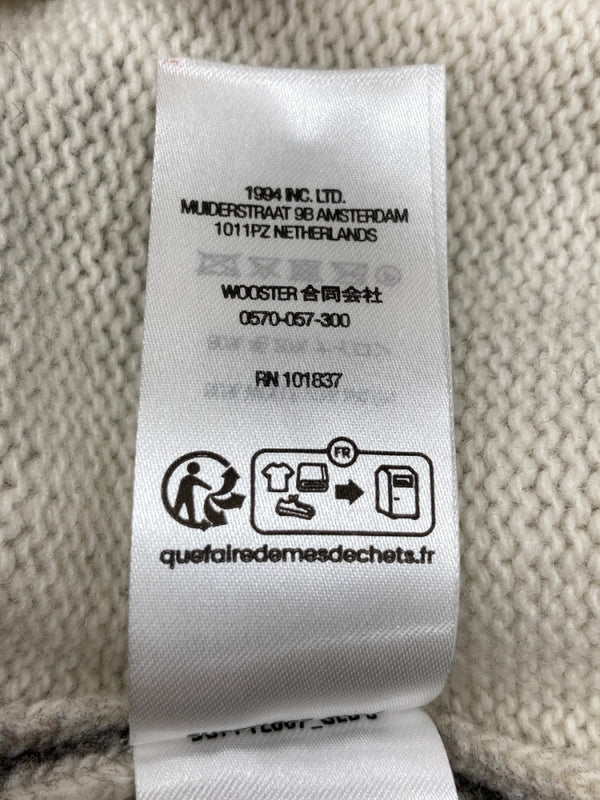 1994 INC. LTD.
MUIDERSTRAAT 9B AMSTERDAM
1011PZ NETHERLANDS
WOOSTER 合同会社
0570-057-300
RN 101837
FR
quefairedemesdechets.fr